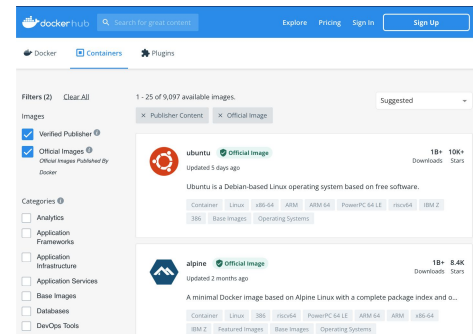 dockerhub
Search for great content
Explore Pricing Sign In Sign Up
Docker Containers Plugins
Filters (2) Clear All
Images
Verified Publisher
Official Images
Official Images Published By
Docker
Categories
Analytics
Application
Frameworks
Application
Infrastructure
Application Services
Base Images
Databases
DevOps Tools
1 - 25 of 9,097 available images.
Suggested
× Publisher Content × Official Image
ubuntu Official Image
1B+ 10K+
Downloads Stars
Updated 5 days ago
Ubuntu is a Debian-based Linux operating system based on free software.
Container Linux x86-64 ARM ARM 64 PowerPC 64 LE riscv64 IBM Z
386 Base Images Operating Systems
alpine Official Image
1B+ 8.4K
Downloads Stars
Updated 2 months ago
A minimal Docker image based on Alpine Linux with a complete package index and o...
Container Linux 386 riscv64 PowerPC 64 LE ARM 64 ARM x86-64
IBM Z Featured Images Base Images Operating Systems